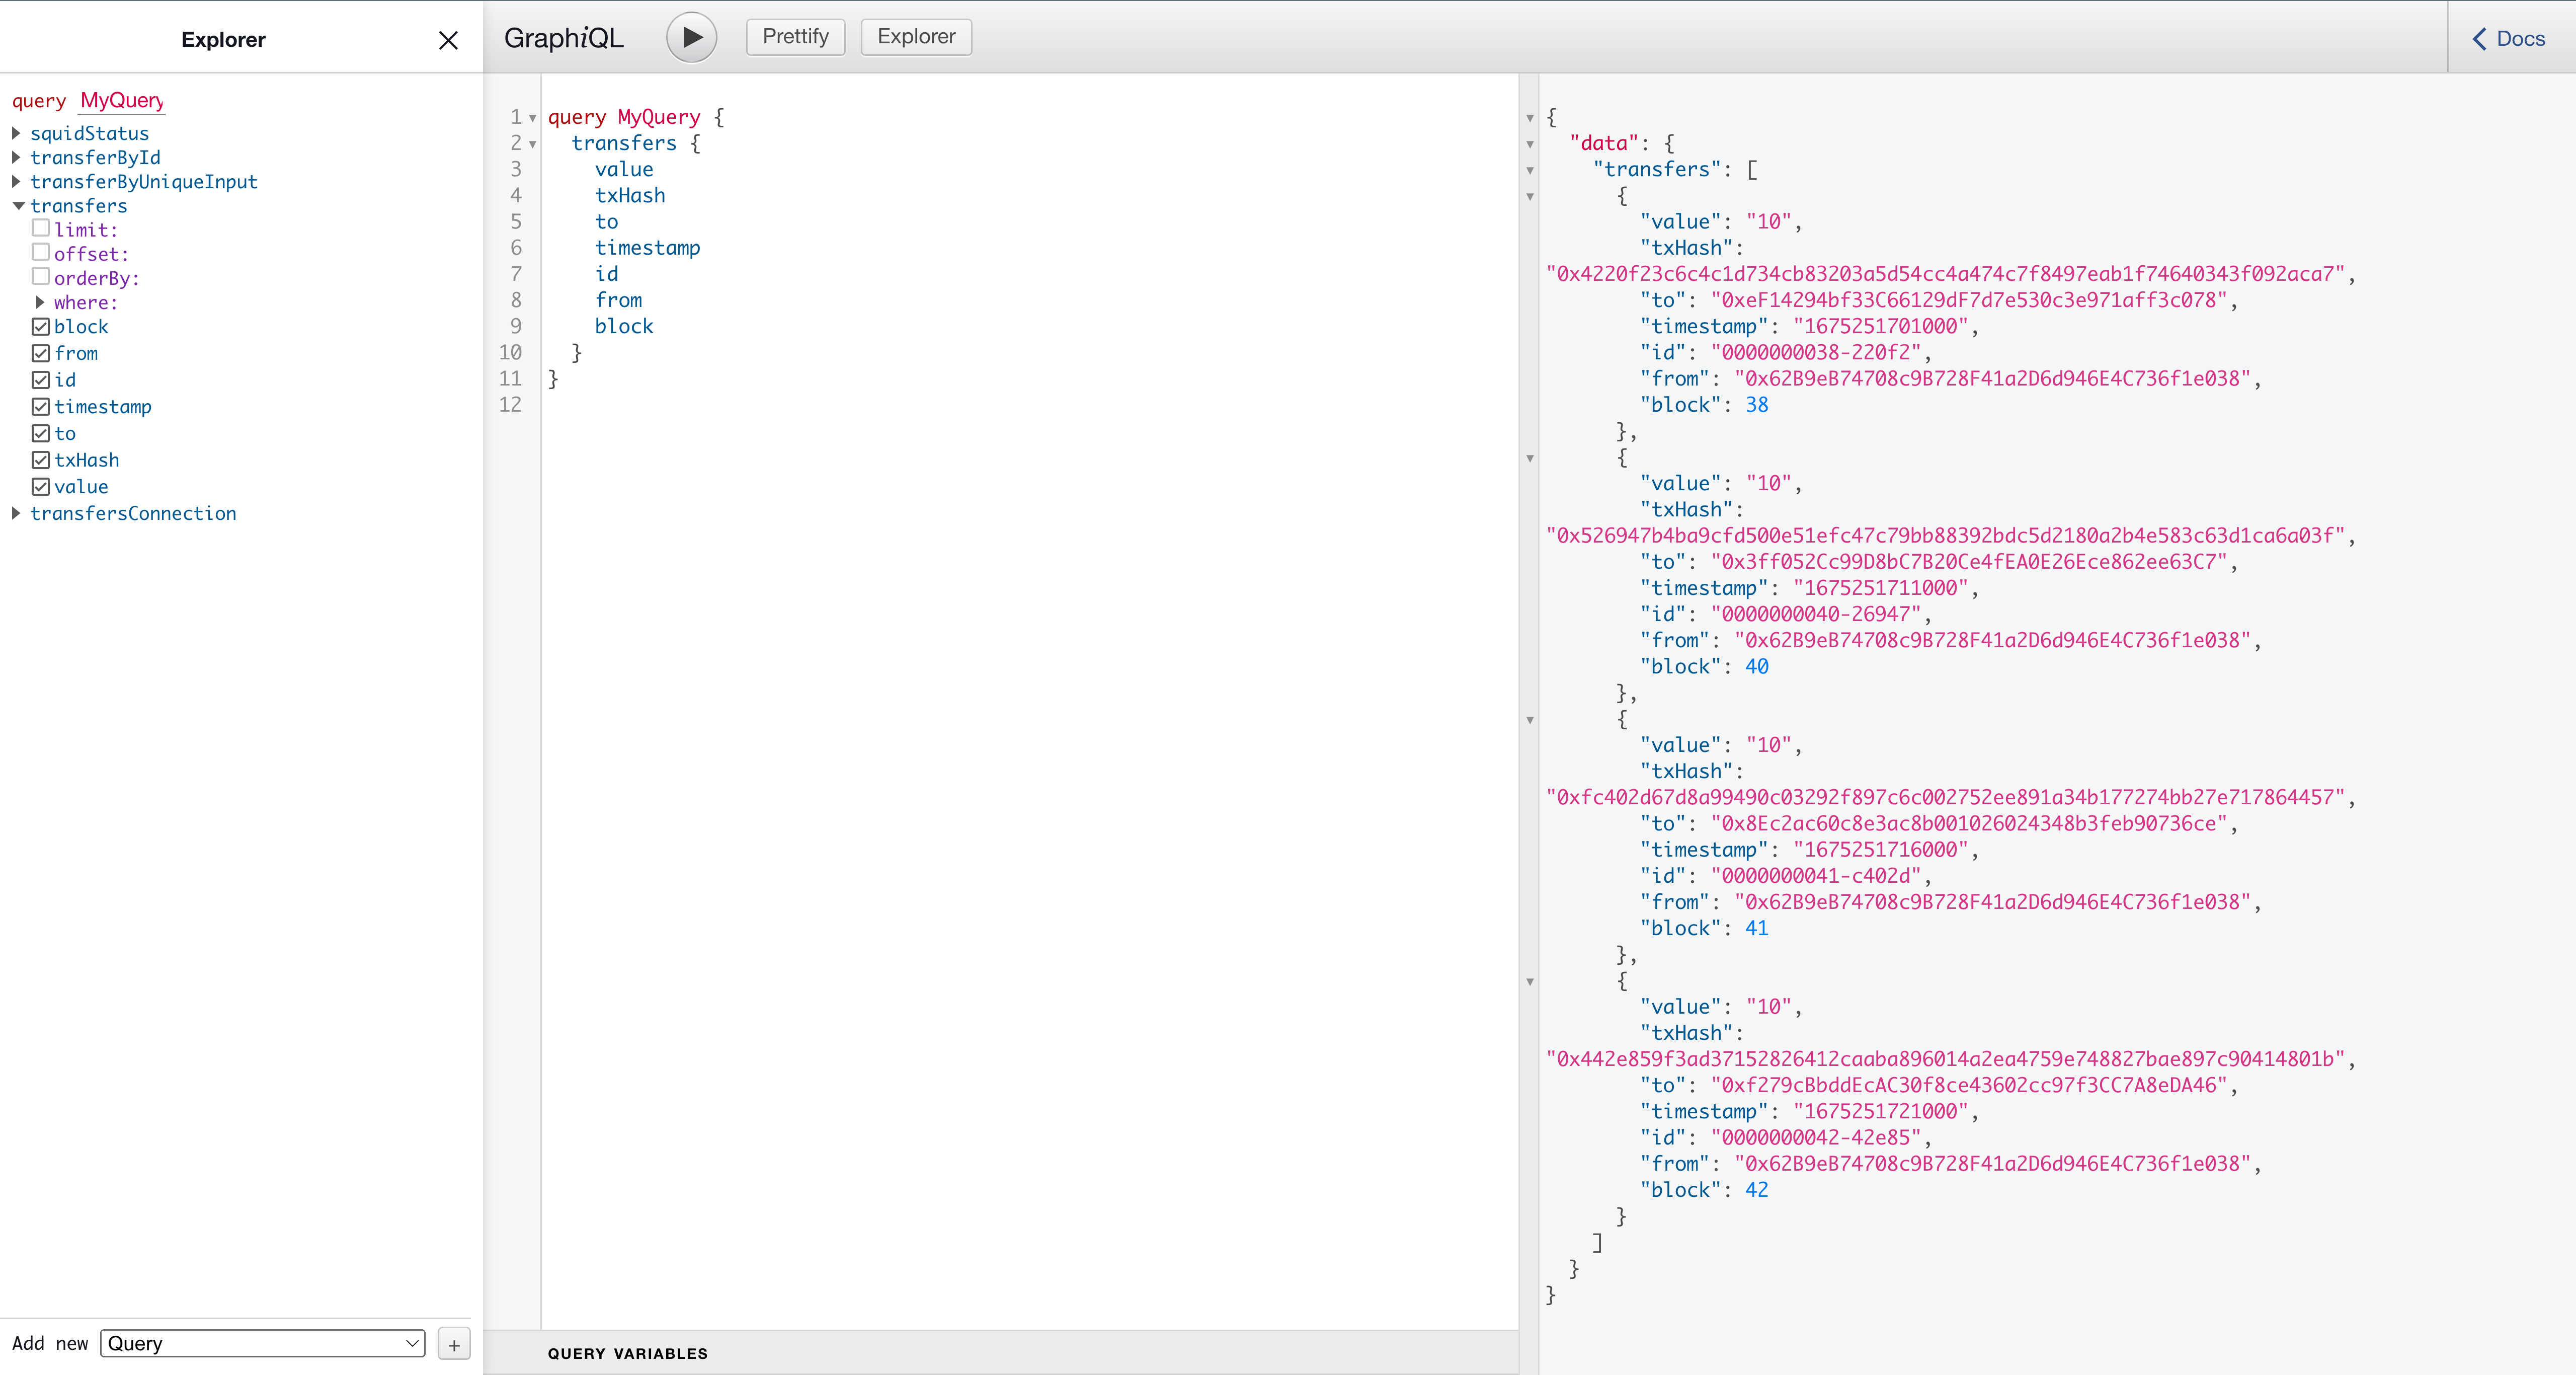 Explorer
query MyQuery
squidStatus
transferById
transferByUniqueInput
transfers
limit:
offset:
orderBy:
where:
block
from
id
timestamp
to
txHash
value
transfersConnection
Add new Query +
GraphiQL Prettify Explorer Docs
1 query MyQuery {
2 transfers {
3 value
4 txHash
5 to
6 timestamp
7 id
8 from
9 block
10 }
11 }
12
QUERY VARIABLES
{
"data": {
"transfers": [
{
"value": "10",
"txHash":
"0x4220f23c6c4c1d734cb83203a5d54cc4a474c7f8497eab1f74640343f092aca7",
"to": "0xeF14294bf33C66129dF7d7e530c3e971aff3c078",
"timestamp": "1675251701000",
"id": "0000000038-220f2",
"from": "0x62B9eB74708c9B728F41a2D6d946E4C736f1e038",
"block": 38
},
{
"value": "10",
"txHash":
"0x526947b4ba9cfd500e51efc47c79bb88392bdc5d2180a2b4e583c63d1ca6a03f",
"to": "0x3ff052Cc99D8bC7B20Ce4fEA0E26Ece862ee63C7",
"timestamp": "1675251711000",
"id": "0000000040-26947",
"from": "0x62B9eB74708c9B728F41a2D6d946E4C736f1e038",
"block": 40
},
{
"value": "10",
"txHash":
"0xfc402d67d8a99490c03292f897c6c002752ee891a34b177274bb27e717864457",
"to": "0x8Ec2ac60c8e3ac8b001026024348b3feb90736ce",
"timestamp": "1675251716000",
"id": "0000000041-c402d",
"from": "0x62B9eB74708c9B728F41a2D6d946E4C736f1e038",
"block": 41
},
{
"value": "10",
"txHash":
"0x442e859f3ad37152826412caaba896014a2ea4759e748827bae897c90414801b",
"to": "0xf279cBbddEcAC30f8ce43602cc97f3CC7A8eDA46",
"timestamp": "1675251721000",
"id": "0000000042-42e85",
"from": "0x62B9eB74708c9B728F41a2D6d946E4C736f1e038",
"block": 42
}
]
}
}